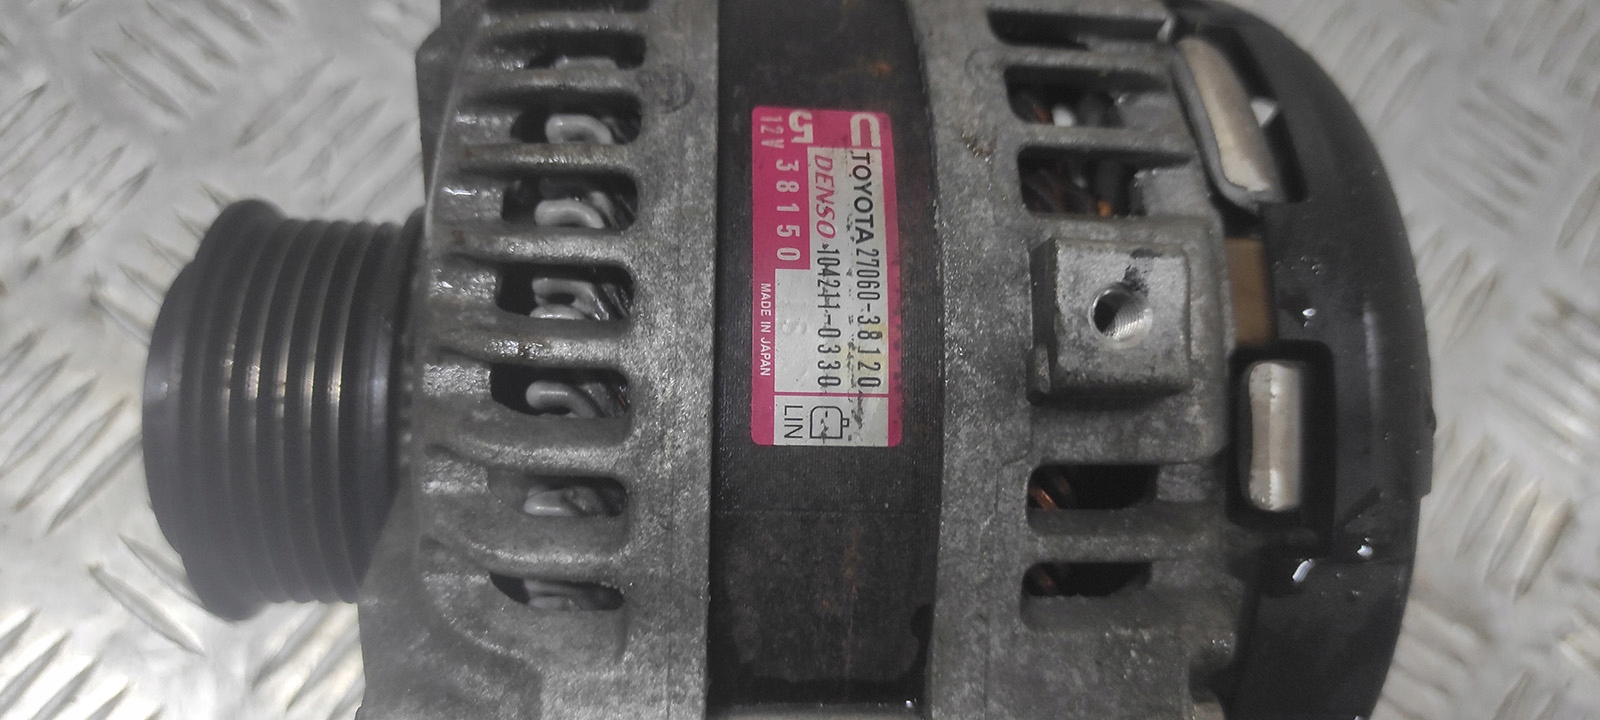 TOYOTA 27060-38120
DENSO 104211-0330
12V 38150
MADE IN JAPAN
LIN